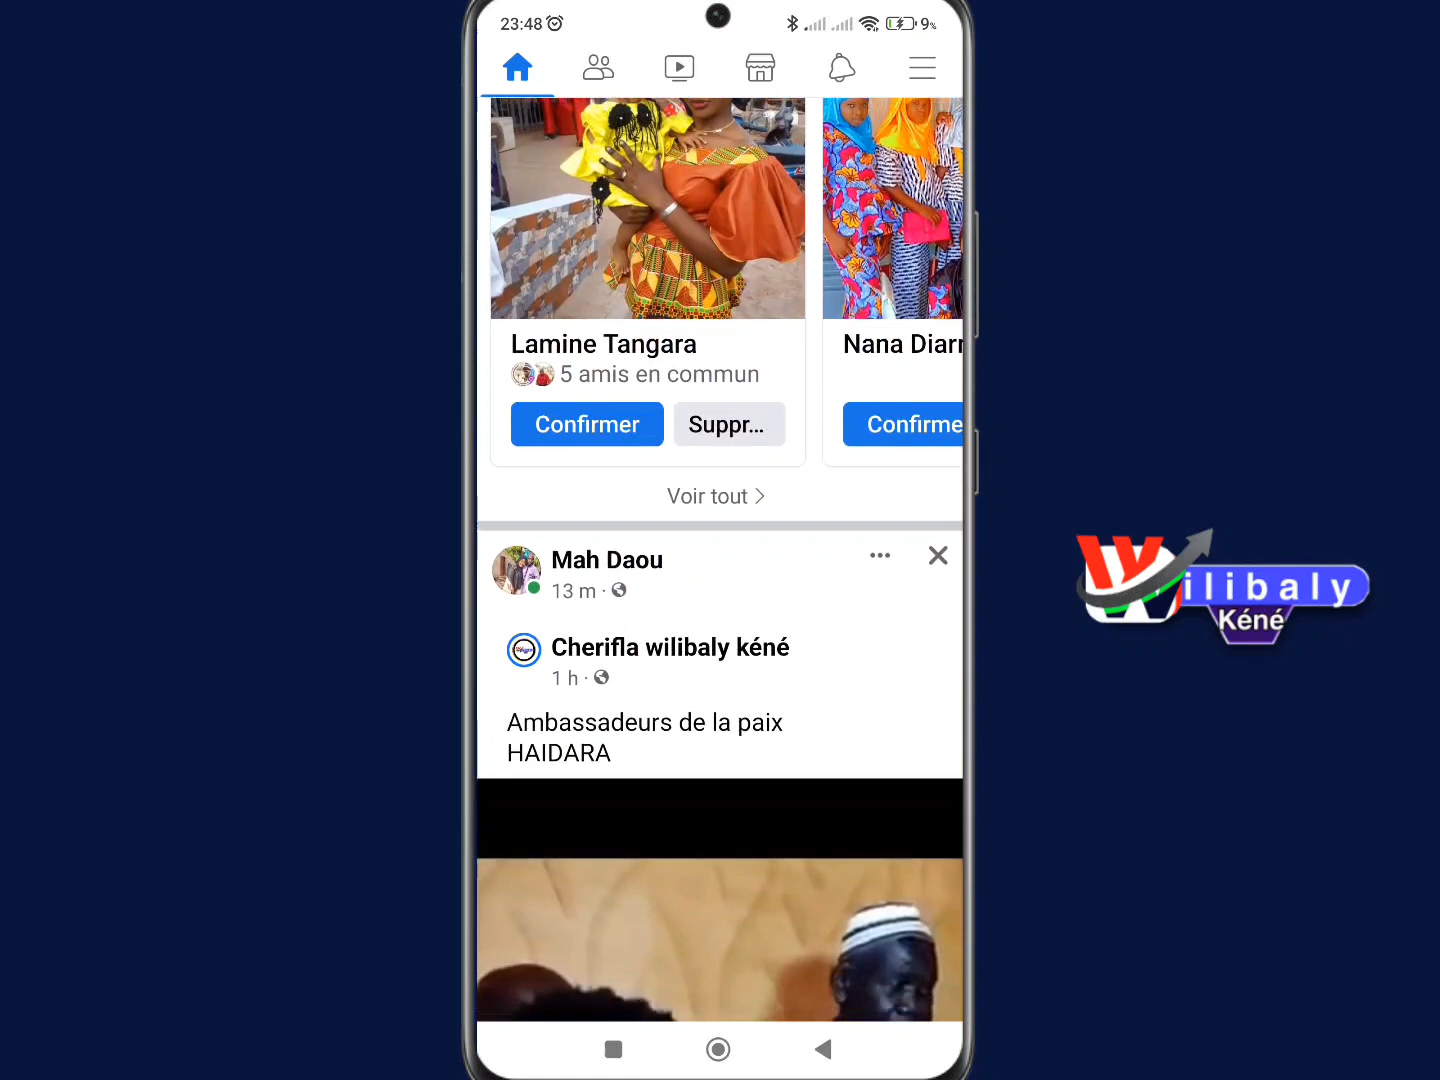 23:48
9%
Lamine Tangara
5 amis en commun
Confirmer
Suppr...
Nana Diarr
Confirme
Voir tout
Mah Daou
13 m ·
Cherifla wilibaly kéné
1 h ·
Ambassadeurs de la paix
HAIDARA
Wilibaly
Kéné